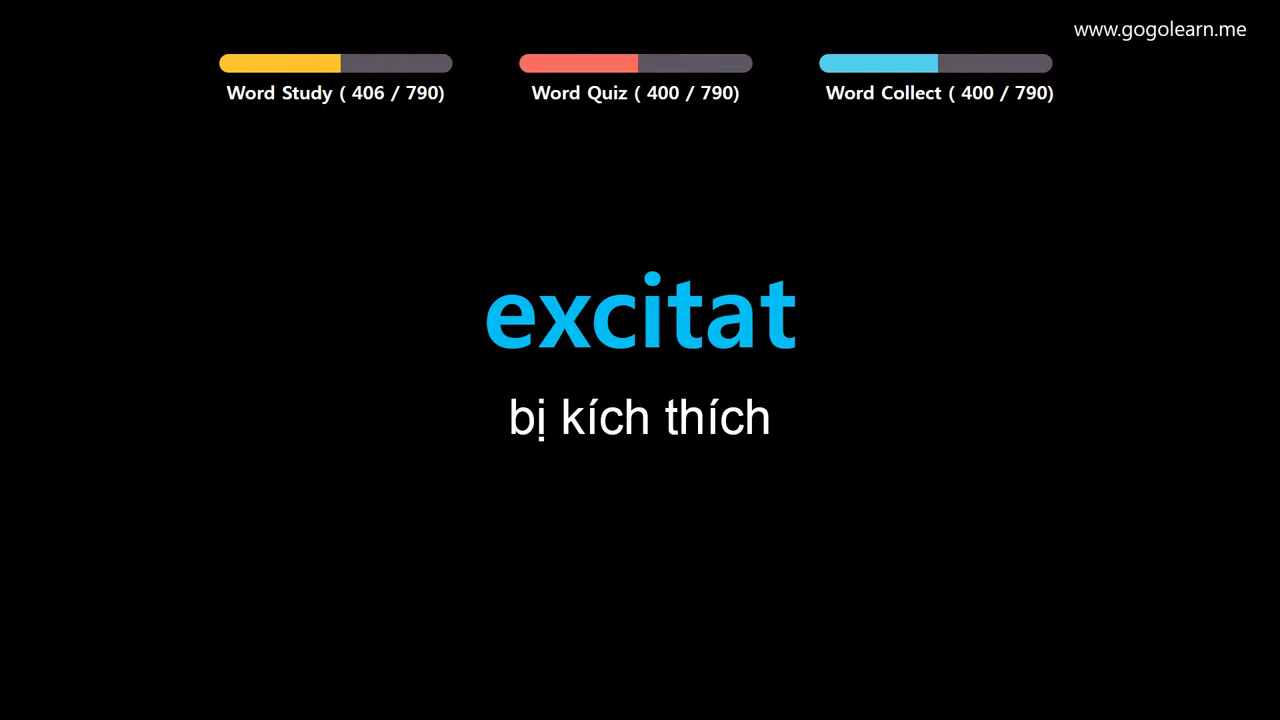 www.gogolearn.me
Word Study ( 406 / 790)
Word Quiz ( 400 / 790)
Word Collect ( 400 / 790)
excitat
bị kích thích